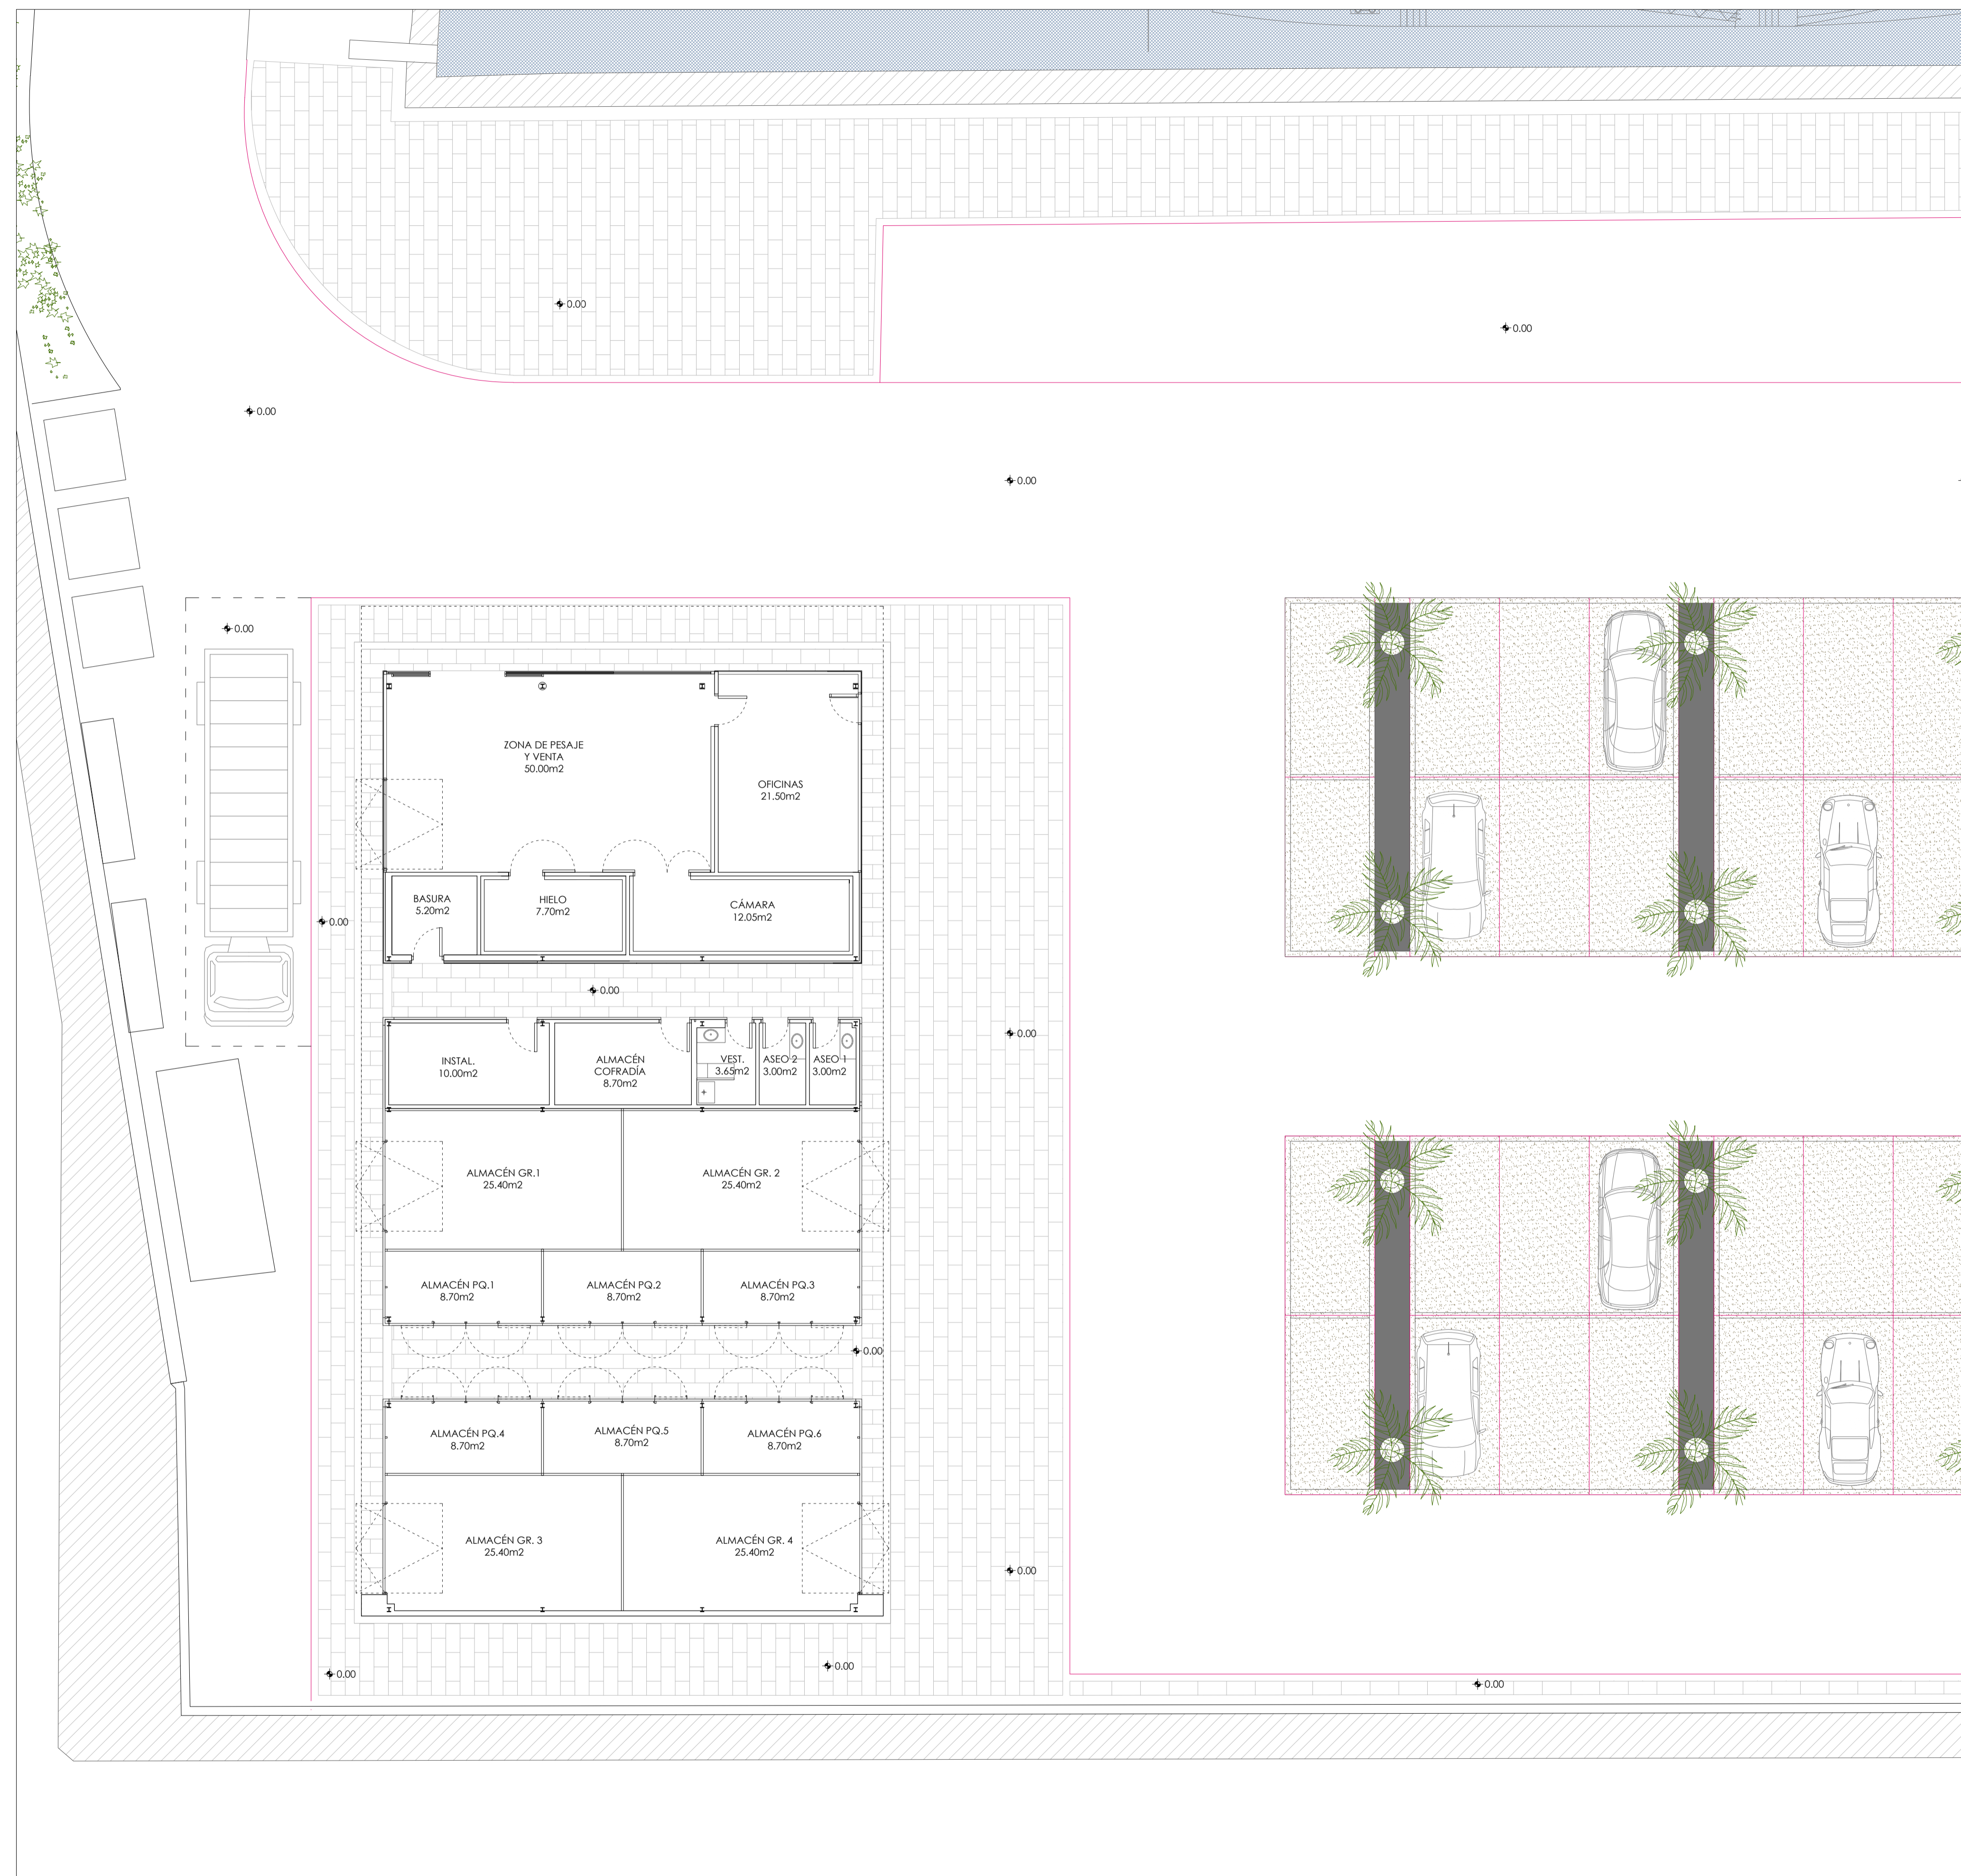 0.00
0.00
0.00
0.00
0.00
ZONA DE PESAJE
Y VENTA
50.00m2
OFICINAS
21.50m2
BASURA
5.20m2
HIELO
7.70m2
CÁMARA
12.05m2
0.00
0.00
0.00
INSTAL.
10.00m2
ALMACÉN
COFRADÍA
8.70m2
VEST.
3.65m2
ASEO 2
3.00m2
ASEO 1
3.00m2
ALMACÉN GR.1
25.40m2
ALMACÉN GR. 2
25.40m2
ALMACÉN PQ.1
8.70m2
ALMACÉN PQ.2
8.70m2
ALMACÉN PQ.3
8.70m2
0.00
ALMACÉN PQ.4
8.70m2
ALMACÉN PQ.5
8.70m2
ALMACÉN PQ.6
8.70m2
ALMACÉN GR. 3
25.40m2
ALMACÉN GR. 4
25.40m2
0.00
0.00
0.00
0.00